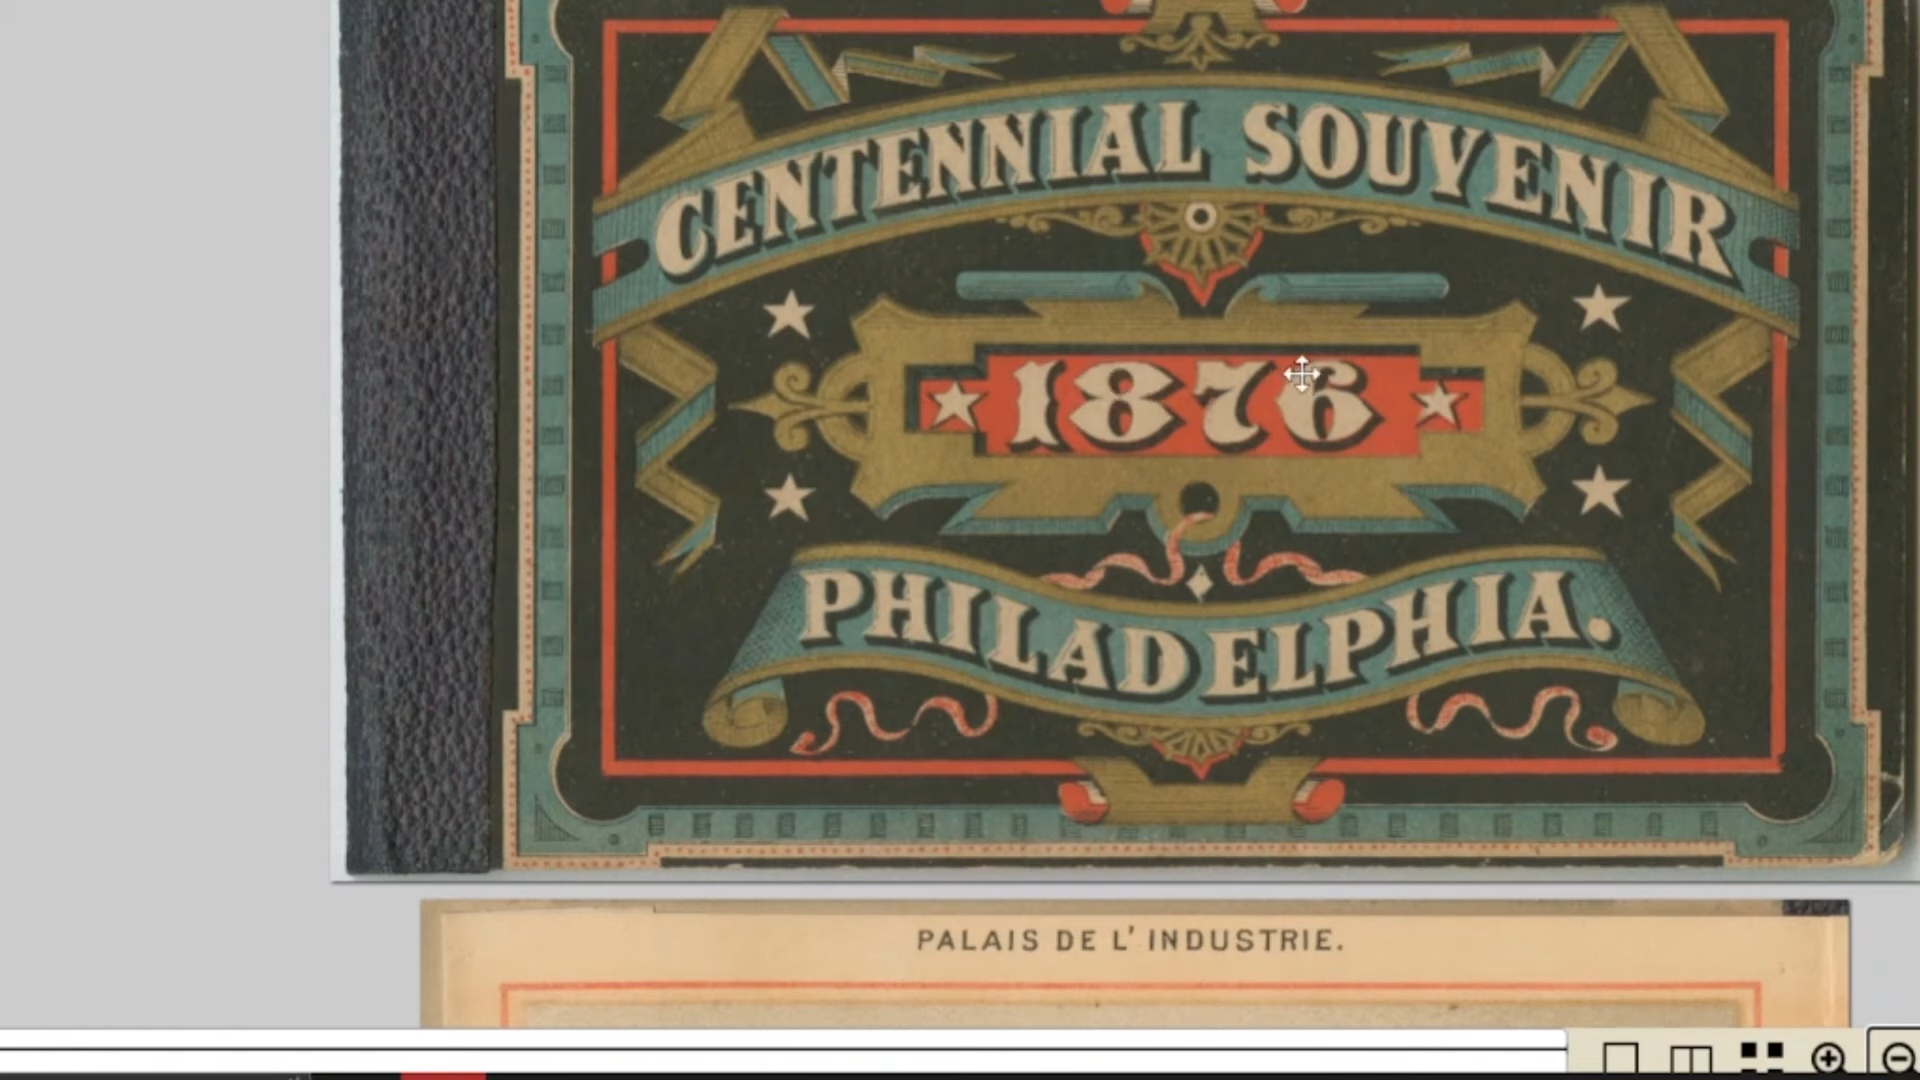 CENTENNIAL SOUVENIR
1876
PHILADELPHIA.
PALAIS DE L' INDUSTRIE.